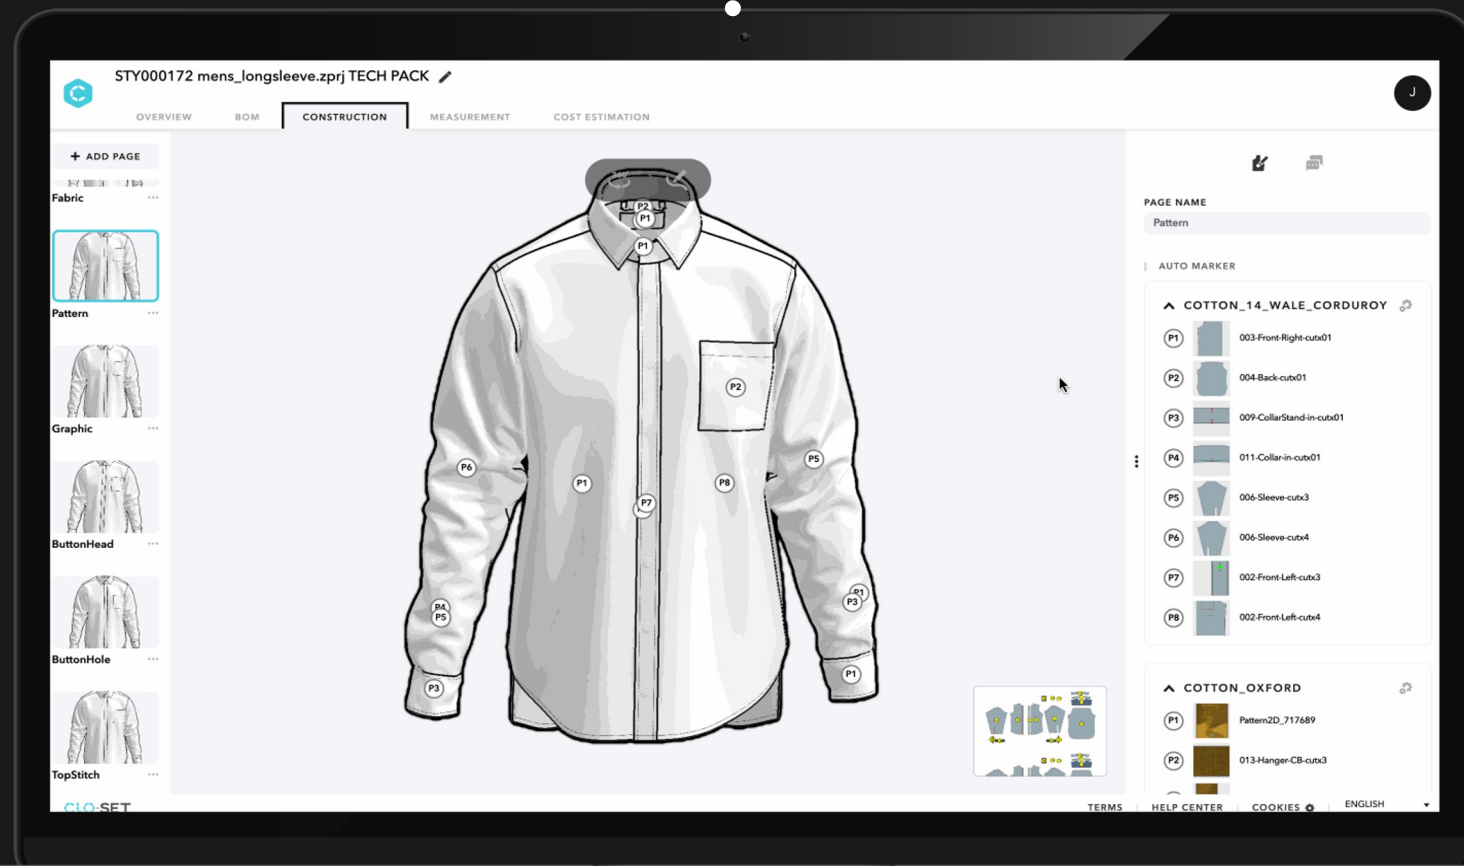 STY000172 mens_longsleeve.zprj TECH PACK
J
OVERVIEW
BOM
CONSTRUCTION
MEASUREMENT
COST ESTIMATION
+ ADD PAGE
Fabric
Pattern
Graphic
ButtonHead
ButtonHole
TopStitch
CLO-SET
P2
P1
P1
P2
P6
P5
P1
P8
P7
P4
P5
P1
P3
P3
P1
PAGE NAME
Pattern
AUTO MARKER
COTTON_14_WALE_CORDUROY
P1 003-Front-Right-cutx01
P2 004-Back-cutx01
P3 009-CollarStand-in-cutx01
P4 011-Collar-in-cutx01
P5 006-Sleeve-cutx3
P6 006-Sleeve-cutx4
P7 002-Front-Left-cutx3
P8 002-Front-Left-cutx4
COTTON_OXFORD
P1 Pattern2D_717689
P2 013-Hanger-CB-cutx3
TERMS
HELP CENTER
COOKIES
ENGLISH